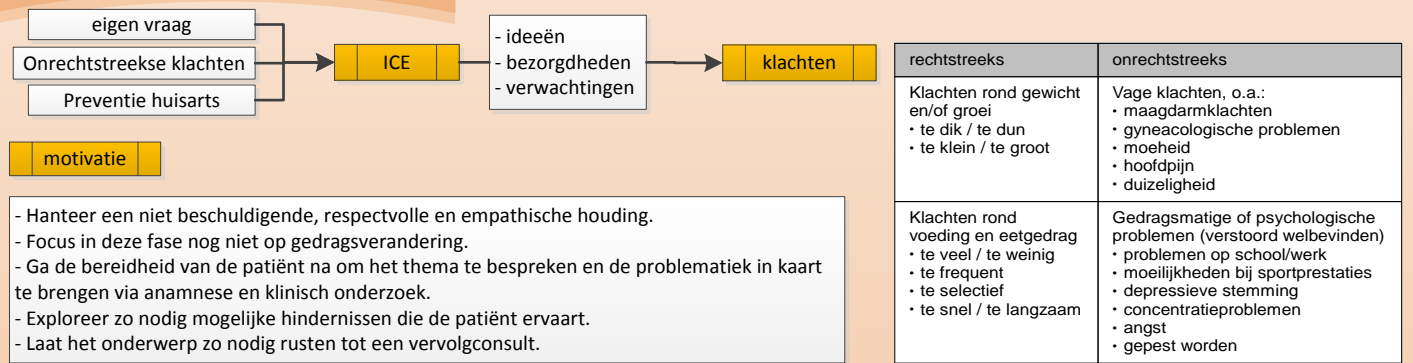 eigen vraag
Onrechtstreekse klachten
Preventie huisarts
ICE
- ideeën
- bezorgdheden
- verwachtingen
klachten
motivatie
- Hanteer een niet beschuldigende, respectvolle en empathische houding.
- Focus in deze fase nog niet op gedragsverandering.
- Ga de bereidheid van de patiënt na om het thema te bespreken en de problematiek in kaart
te brengen via anamnese en klinisch onderzoek.
- Exploreer zo nodig mogelijke hindernissen die de patiënt ervaart.
- Laat het onderwerp zo nodig rusten tot een vervolgconsult.
rechtstreeks
onrechtstreeks
Klachten rond gewicht
en/of groei
• te dik / te dun
• te klein / te groot
Vage klachten, o.a.:
• maagdarmklachten
• gyneacologische problemen
• moeheid
• hoofdpijn
• duizeligheid
Klachten rond
voeding en eetgedrag
• te veel / te weinig
• te frequent
• te selectief
• te snel / te langzaam
Gedragsmatige of psychologische
problemen (verstoord welbevinden)
• problemen op school/werk
• moeilijkheden bij sportprestaties
• depressieve stemming
• concentratieproblemen
• angst
• gepest worden